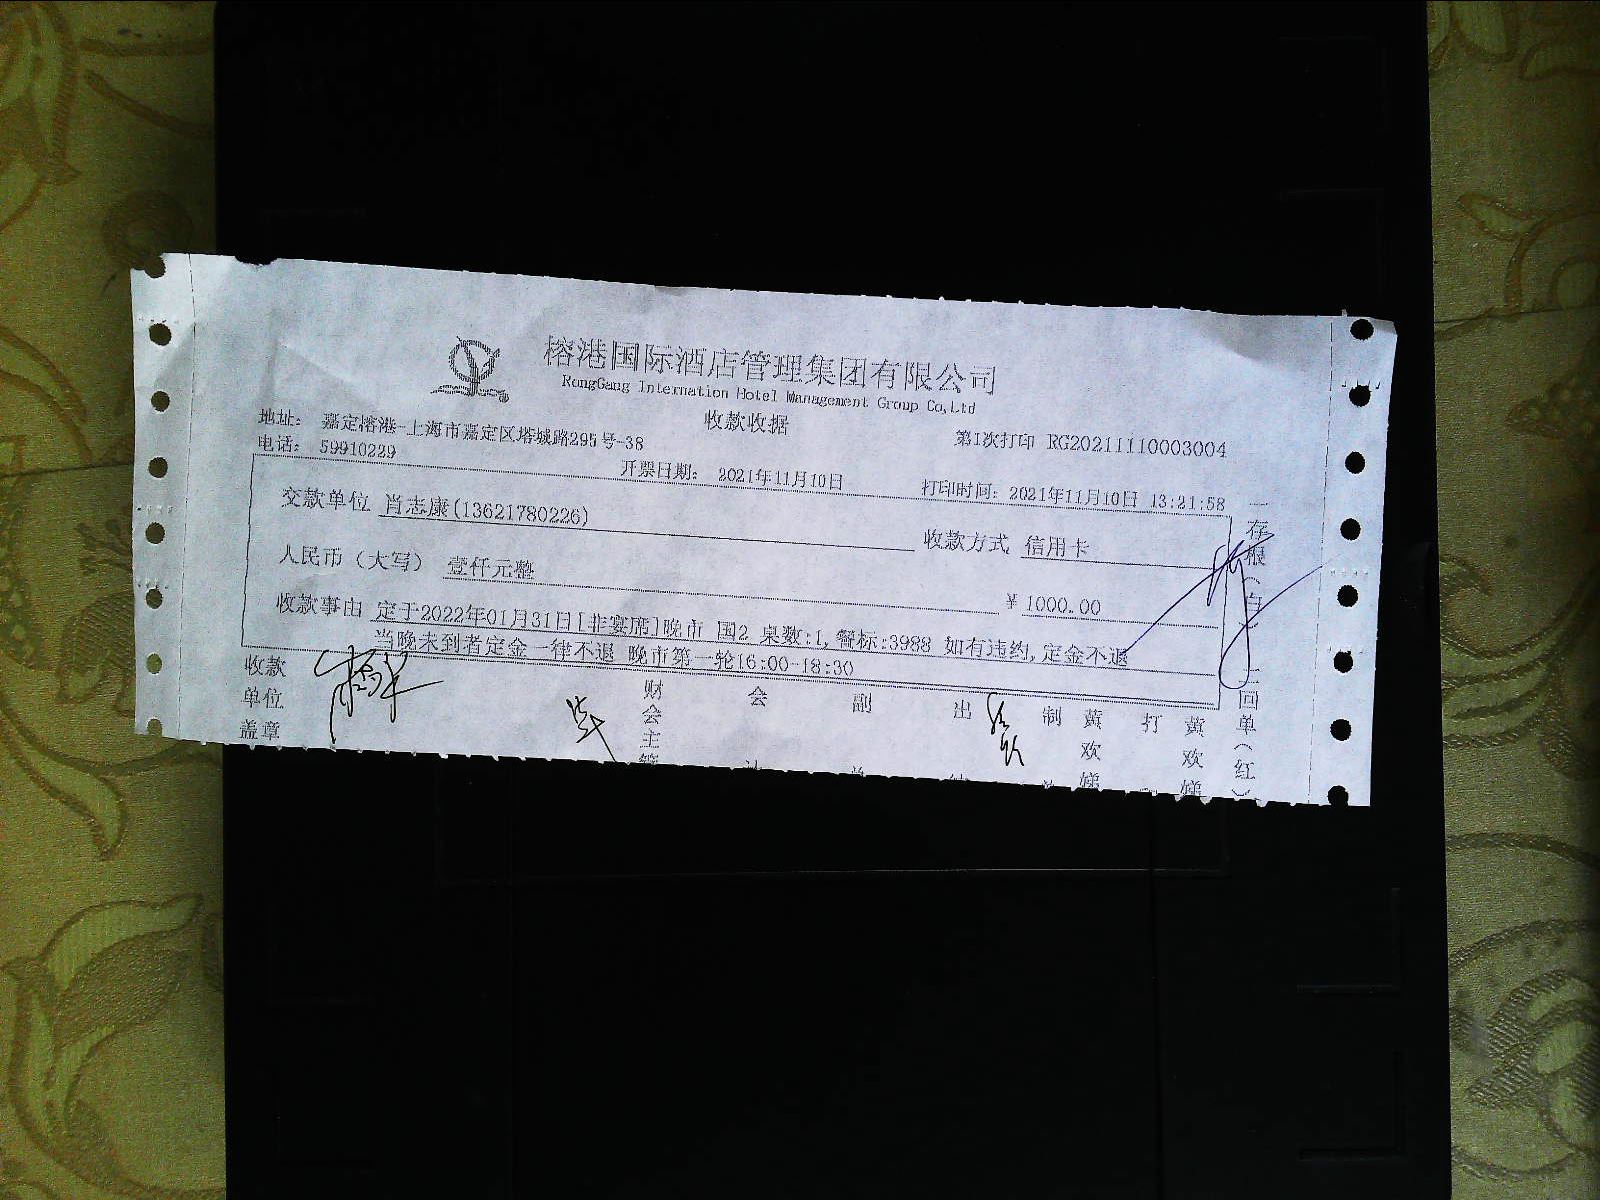 榕港国际酒店管理集团有限公司
RongGang Internation Hotel Management Group Co,Ltd
收款收据
地址： 嘉定榕港-上海市嘉定区塔城路295号-38
第1次打印 RG20211110003004
电话： 59910229
开票日期： 2021年11月10日
打印时间：2021年11月10日 13:21:58
交款单位 肖志康(13621780226)
收款方式 信用卡
人民币（大写） 壹仟元整
¥ 1000.00
收款事由 定于2022年01月31日[非宴席]晚市 国2 桌数:1,餐标:3988 如有违约,定金不退
当晚未到者定金一律不退 晚市第一轮16:00-18:30
一存根（白） 二回单（红）
收款单位盖章
财会主管
会
副
出
制
黄欢娣
打
黄欢娣